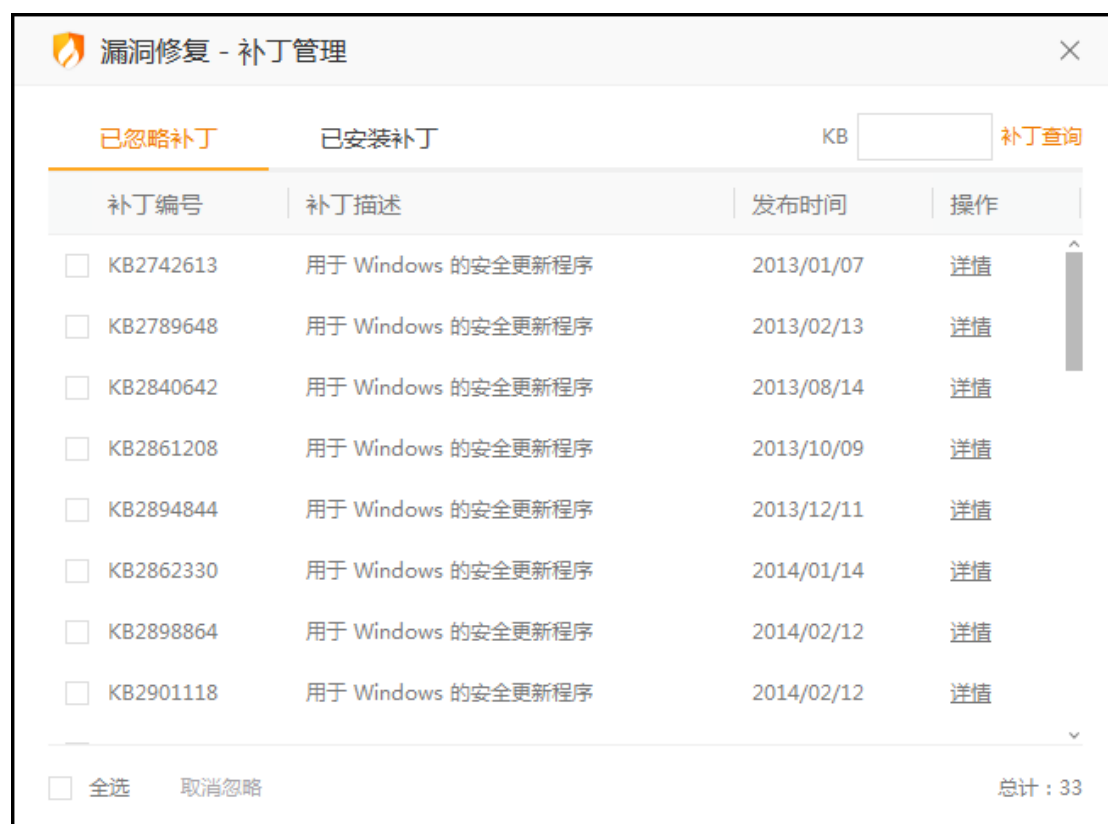 漏洞修复 - 补丁管理
已忽略补丁 已安装补丁 KB 补丁查询
补丁编号 补丁描述 发布时间 操作
KB2742613 用于 Windows 的安全更新程序 2013/01/07 详情
KB2789648 用于 Windows 的安全更新程序 2013/02/13 详情
KB2840642 用于 Windows 的安全更新程序 2013/08/14 详情
KB2861208 用于 Windows 的安全更新程序 2013/10/09 详情
KB2894844 用于 Windows 的安全更新程序 2013/12/11 详情
KB2862330 用于 Windows 的安全更新程序 2014/01/14 详情
KB2898864 用于 Windows 的安全更新程序 2014/02/12 详情
KB2901118 用于 Windows 的安全更新程序 2014/02/12 详情
全选 取消忽略 总计：33